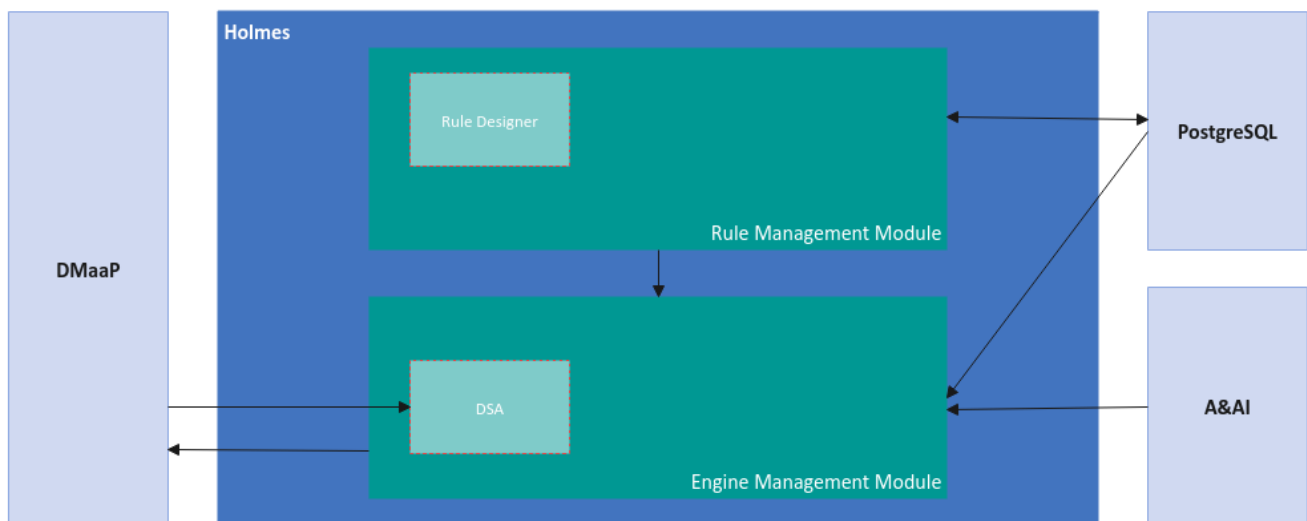 Holmes
Rule Designer
Rule Management Module
PostgreSQL
DMaaP
DSA
A&AI
Engine Management Module